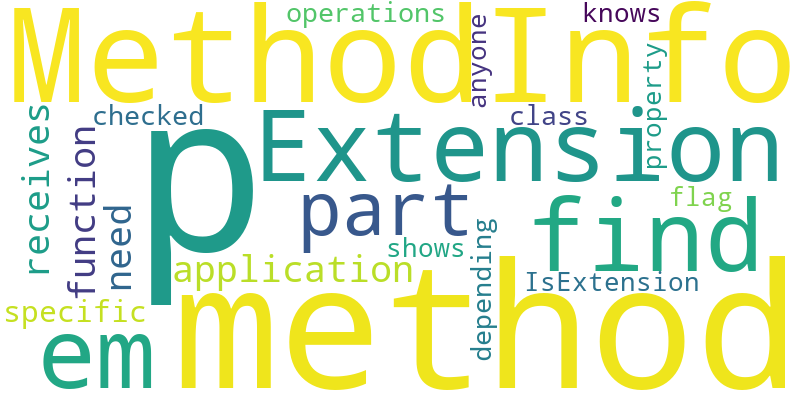 operations
knows
MethodInfo
anyone
property
receives
checked
class
function
p
Extension
need
part
find
flag
shows
depending
application
IsExtension
specific
em
method